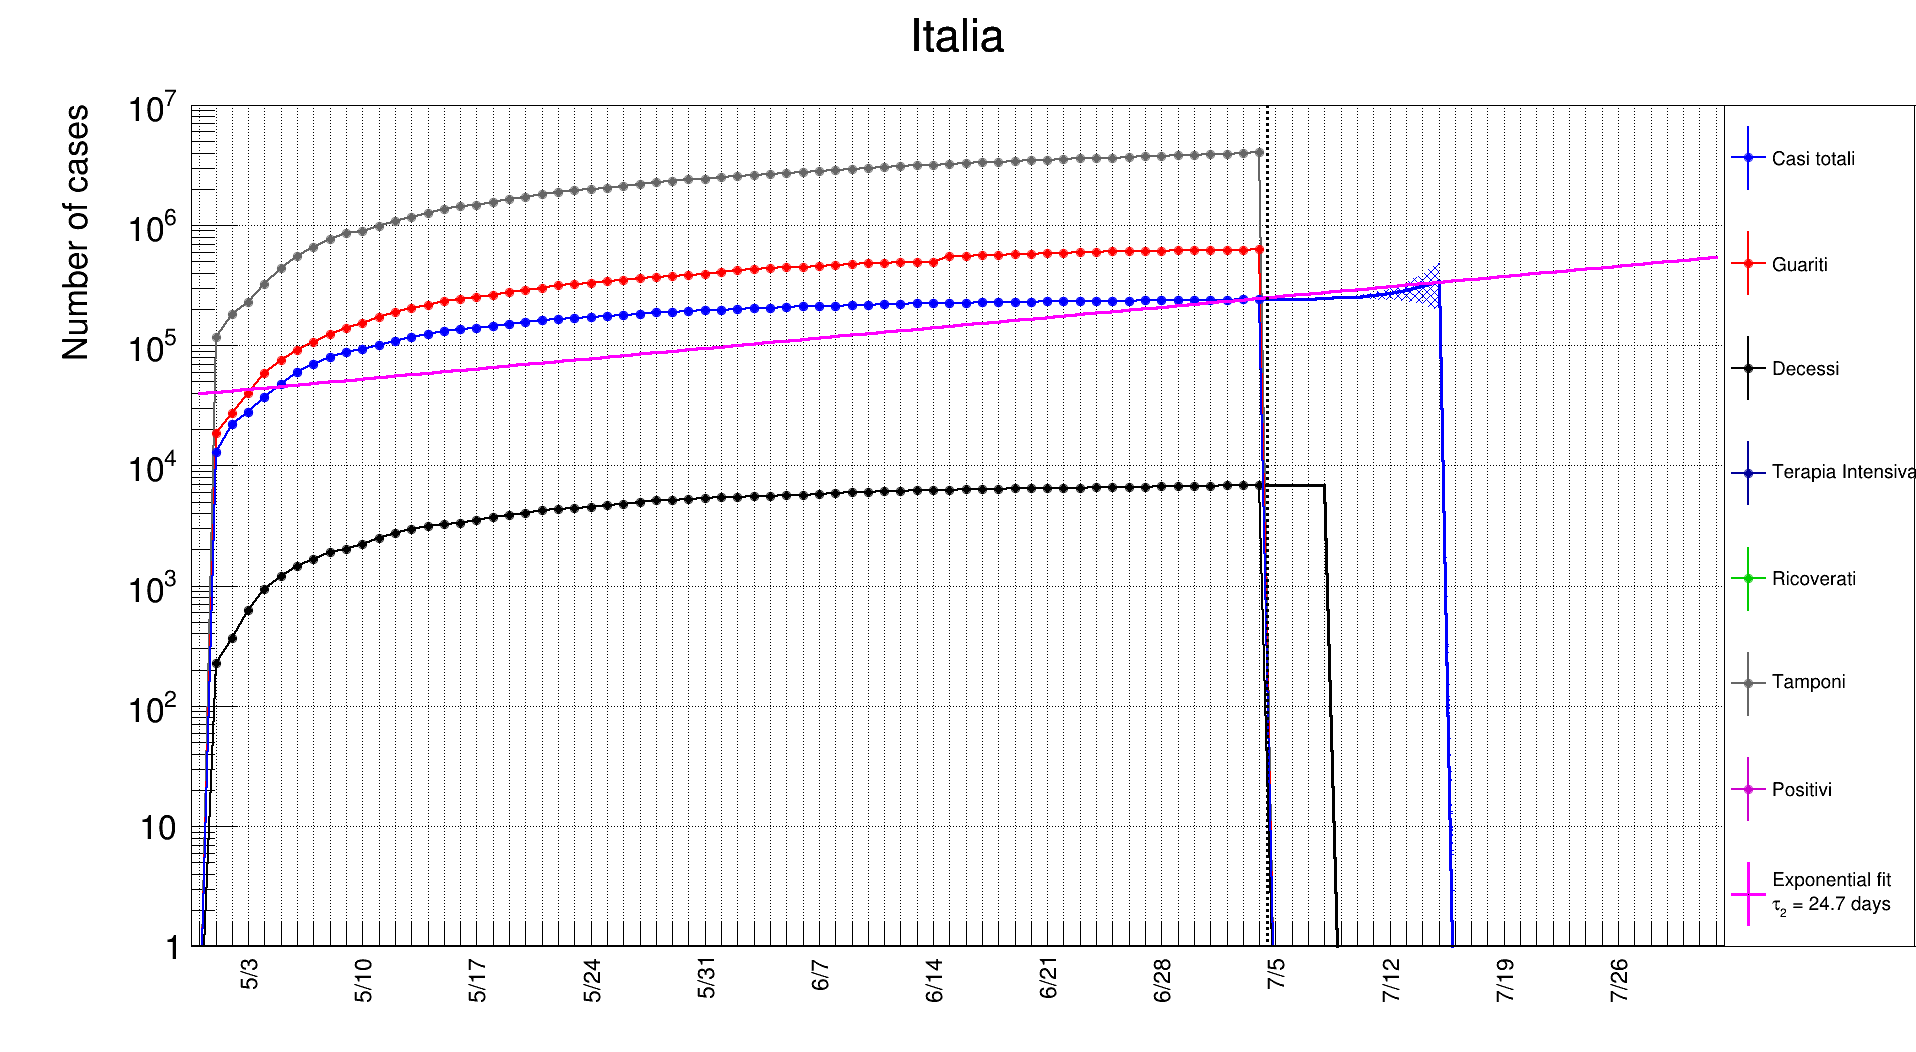 Italia
Number of cases
10^7
10^6
10^5
10^4
10^3
10^2
10
1
5/3
5/10
5/17
5/24
5/31
6/7
6/14
6/21
6/28
7/5
7/12
7/19
7/26
Casi totali
Guariti
Decessi
Terapia Intensiva
Ricoverati
Tamponi
Positivi
Exponential fit
τ₂ = 24.7 days